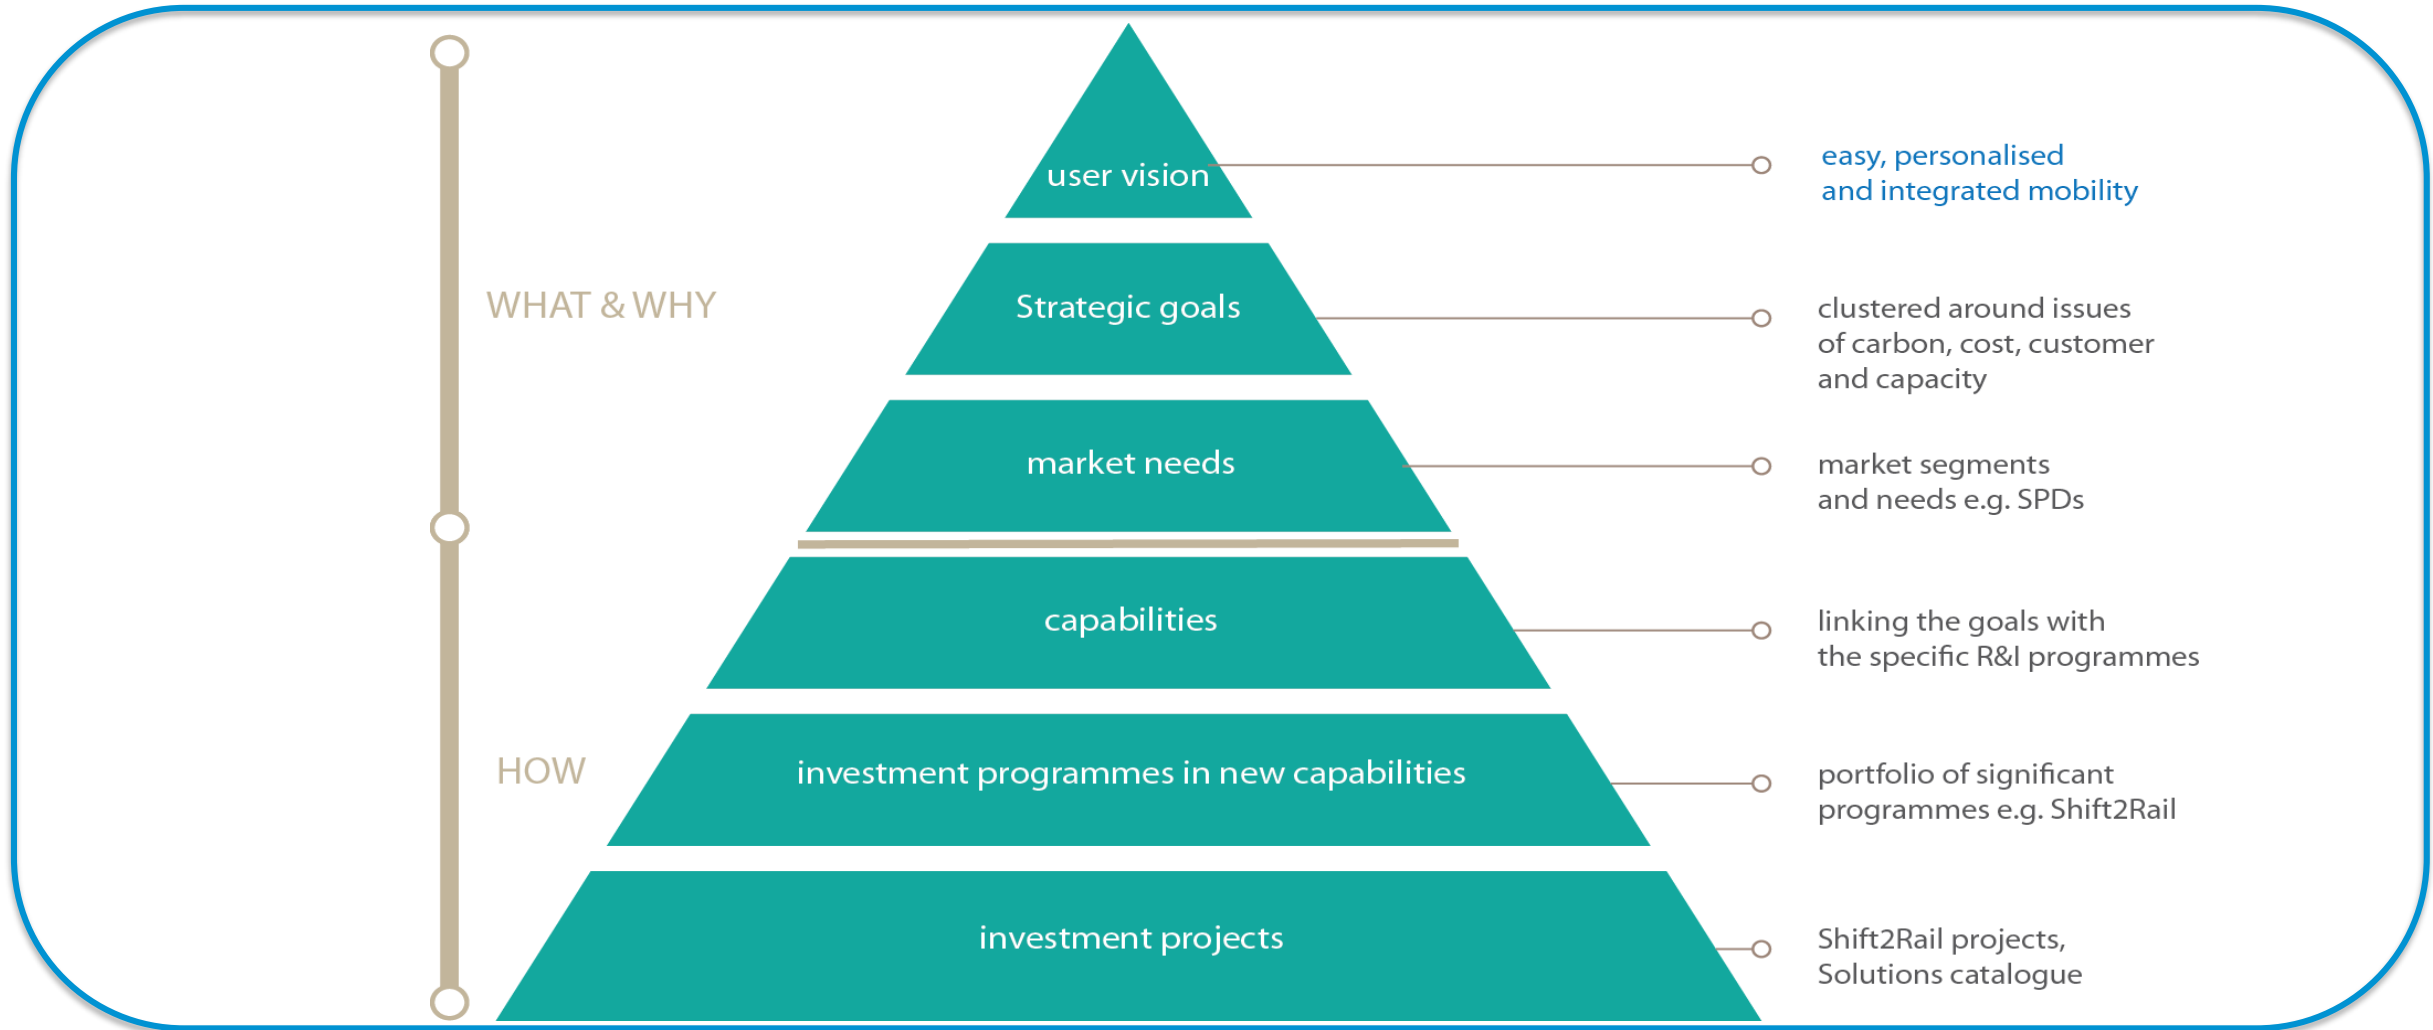 user vision
easy, personalised
and integrated mobility
WHAT & WHY
Strategic goals
clustered around issues
of carbon, cost, customer
and capacity
market needs
market segments
and needs e.g. SPDs
capabilities
linking the goals with
the specific R&I programmes
HOW
investment programmes in new capabilities
portfolio of significant
programmes e.g. Shift2Rail
investment projects
Shift2Rail projects,
Solutions catalogue